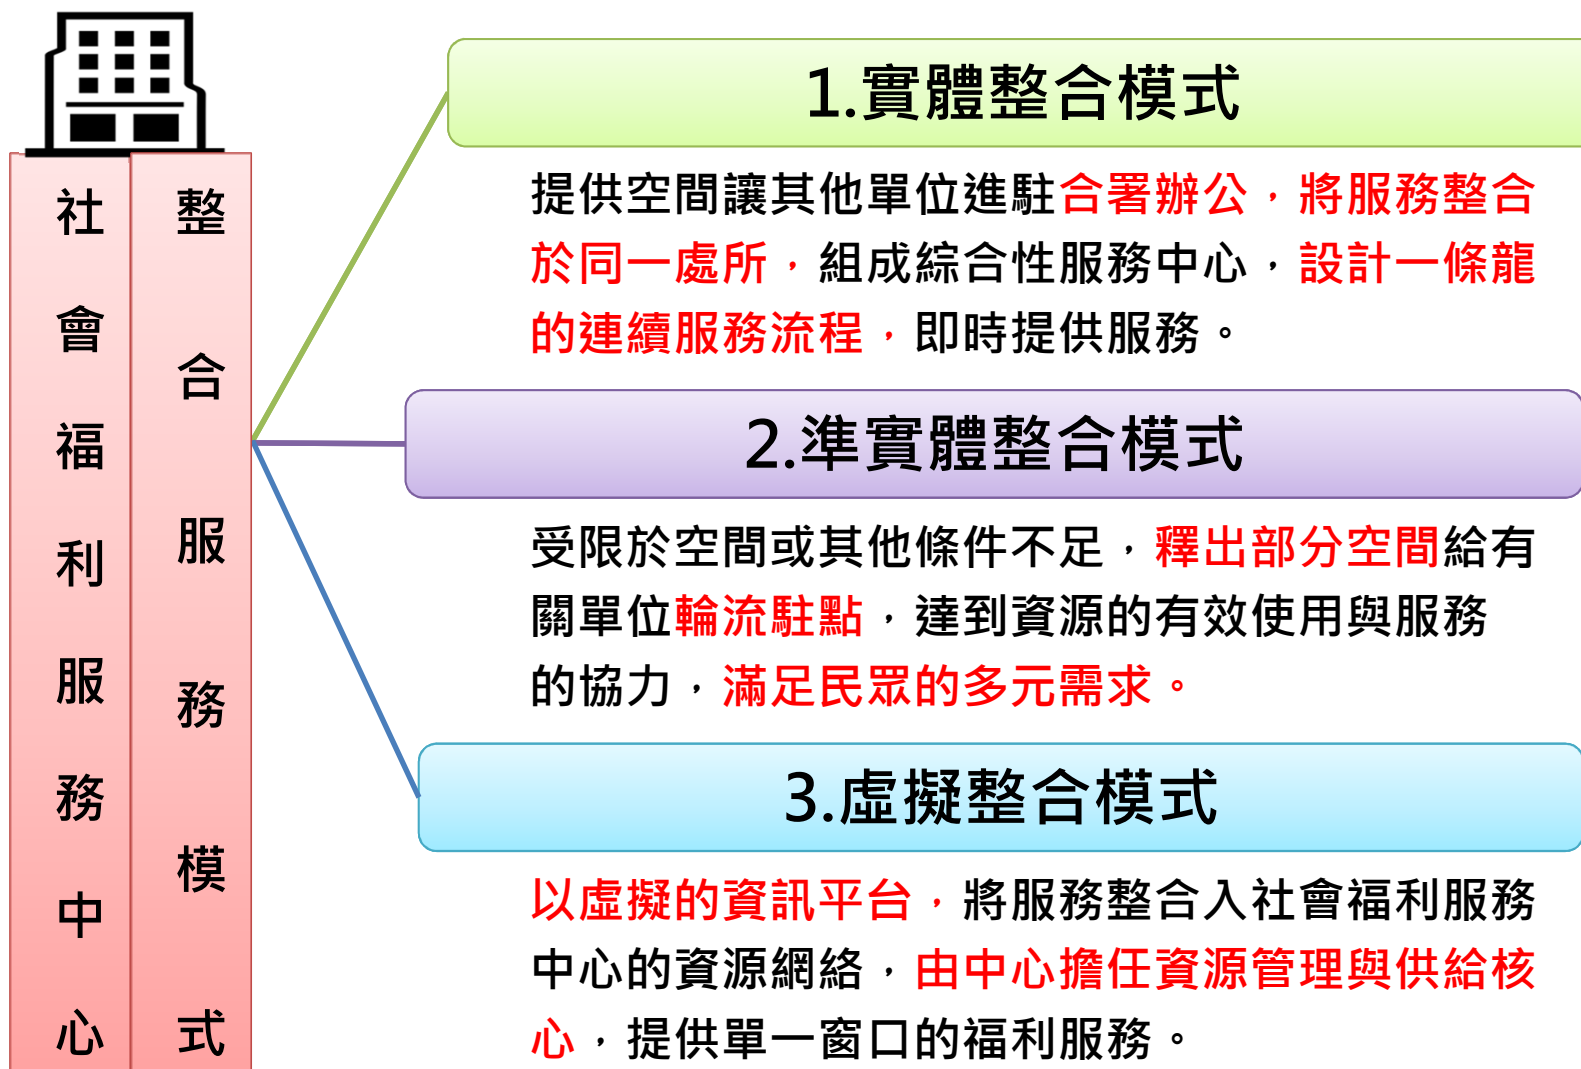 社會福利服務中心
整合服務模式
1.實體整合模式
提供空間讓其他單位進駐合署辦公，將服務整合
於同一處所，組成綜合性服務中心，設計一條龍
的連續服務流程，即時提供服務。
2.準實體整合模式
受限於空間或其他條件不足，釋出部分空間給有
關單位輪流駐點，達到資源的有效使用與服務
的協力，滿足民眾的多元需求。
3.虛擬整合模式
以虛擬的資訊平台，將服務整合入社會福利服務
中心的資源網絡，由中心擔任資源管理與供給核
心，提供單一窗口的福利服務。